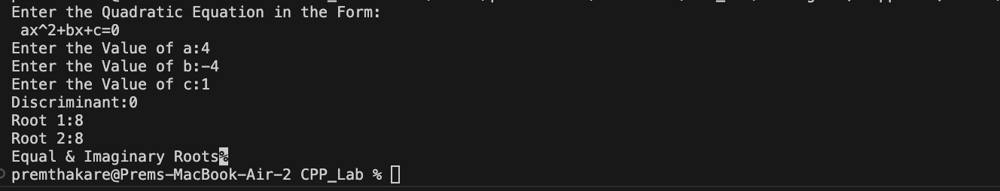 Enter the Quadratic Equation in the Form:
ax^2+bx+c=0
Enter the Value of a:4
Enter the Value of b:-4
Enter the Value of c:1
Discriminant:0
Root 1:8
Root 2:8
Equal & Imaginary Roots%
premthakare@Prems-MacBook-Air-2 CPP_Lab %